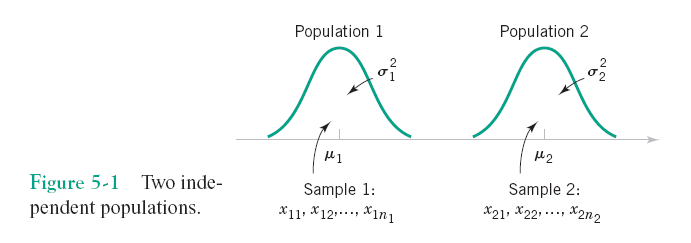 Population 1
Population 2
σ₁²
σ₂²
μ₁
μ₂
Figure 5-1 Two inde-
pendent populations.
Sample 1:
x₁₁, x₁₂,..., x₁ₙ₁
Sample 2:
x₂₁, x₂₂,..., x₂ₙ₂